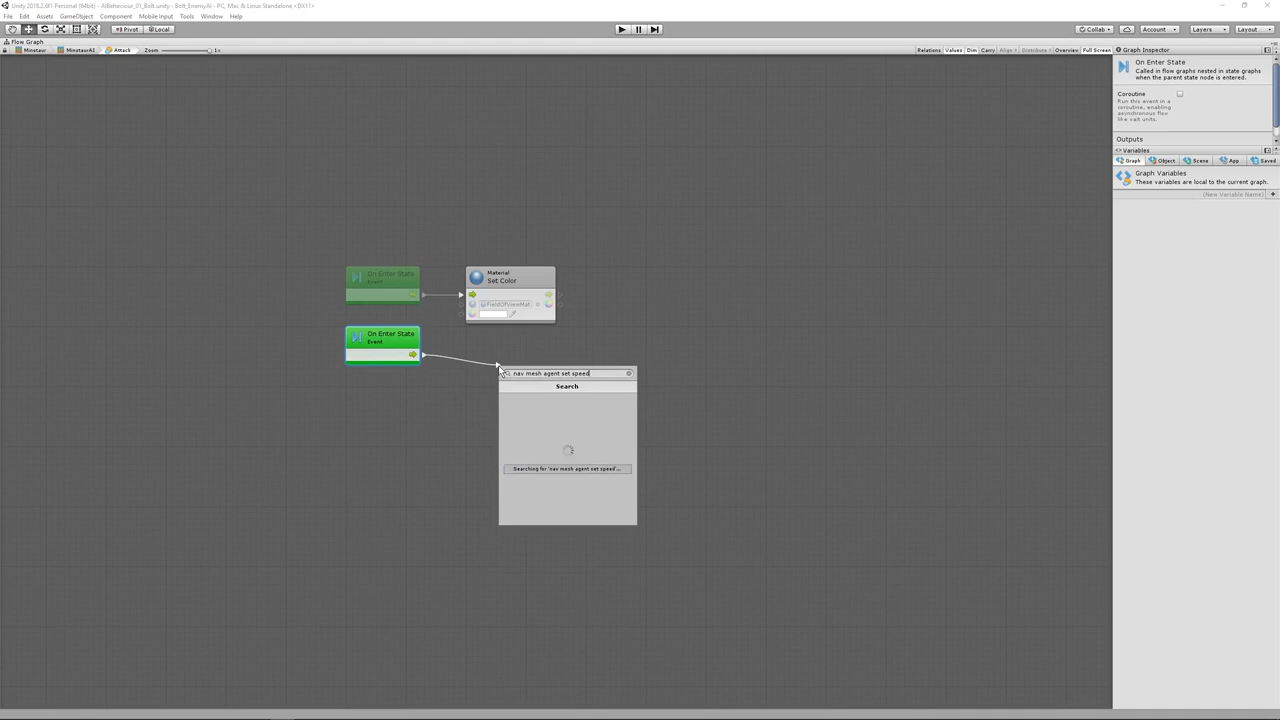 Unity 2018.2.6f1 Personal (64bit) - AIBehaviour_01_Bolt.unity - Bolt_EnemyAI - PC, Mac & Linux Standalone <DX11>
File Edit Assets GameObject Component Mobile Input Tools Window Help
Pivot Local Collab Account Layers Layout
Flow Graph
Minotaur MinotaurAI Attack Zoom 1x Relations Values Dim Carry Align Distribute Overview Full Screen
Graph Inspector
On Enter State
Called in flow graphs nested in state graphs
when the parent state node is entered.
Coroutine
Run this event in a
coroutine, enabling
asynchronous flow
like wait units.
Outputs
Variables
Graph Object Scene App Saved
Graph Variables
These variables are local to the current graph.
(New Variable Name)
On Enter State
Event
Material
Set Color
FieldOfViewMat
On Enter State
Event
nav mesh agent set speed
Search
Searching for 'nav mesh agent set speed'...